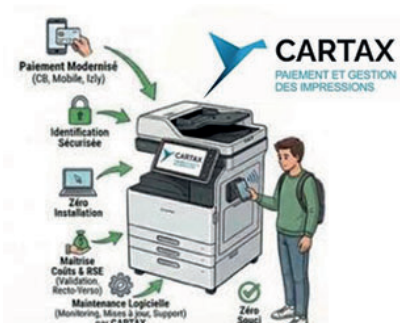 CARTAX
PAIEMENT ET GESTION
DES IMPRESSIONS
Paiement Modernisé
(CB, Mobile, Izly)
Identification
Sécurisée
CARTAX
Zéro
Installation
Maîtrise
Coûts & RSE
(Validation,
Recto-Verso)
Maintenance Logicielle
(Monitoring, Mises à jour, Support)
par CARTAX
Zéro
Souci